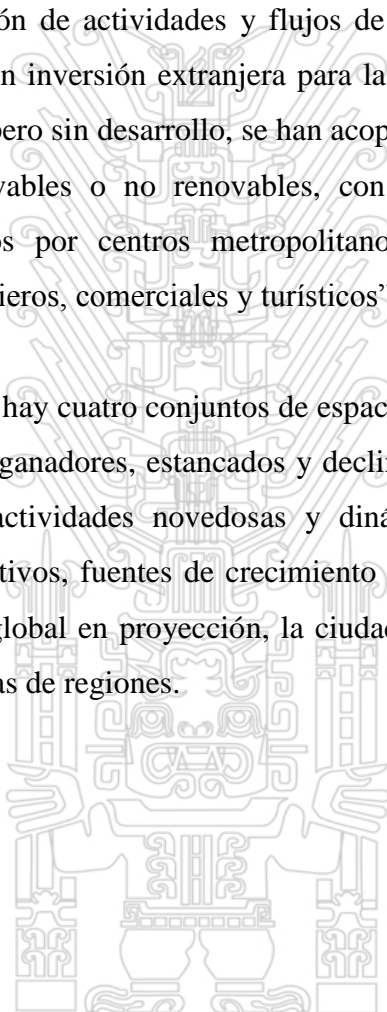 ón de actividades y flujos de
n inversión extranjera para la
pero sin desarrollo, se han acop
vables o no renovables, con
os por centros metropolitano
ieros, comerciales y turísticos”
hay cuatro conjuntos de espac
ganadores, estancados y declin
actividades novedosas y diná
tivos, fuentes de crecimiento
global en proyección, la ciudad
as de regiones.